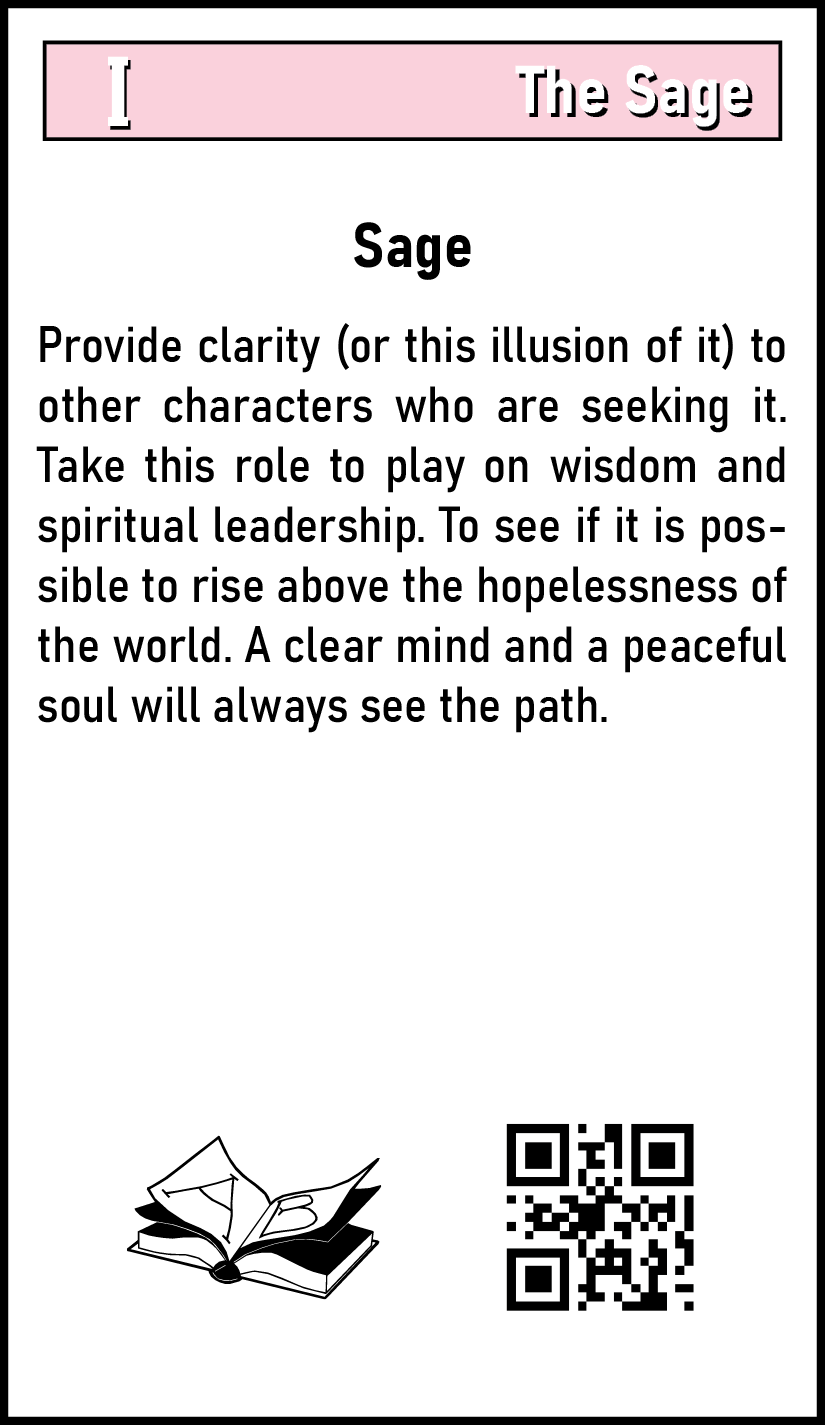 I The Sage
Sage
Provide clarity (or this illusion of it) to
other characters who are seeking it.
Take this role to play on wisdom and
spiritual leadership. To see if it is pos-
sible to rise above the hopelessness of
the world. A clear mind and a peaceful
soul will always see the path.
A B